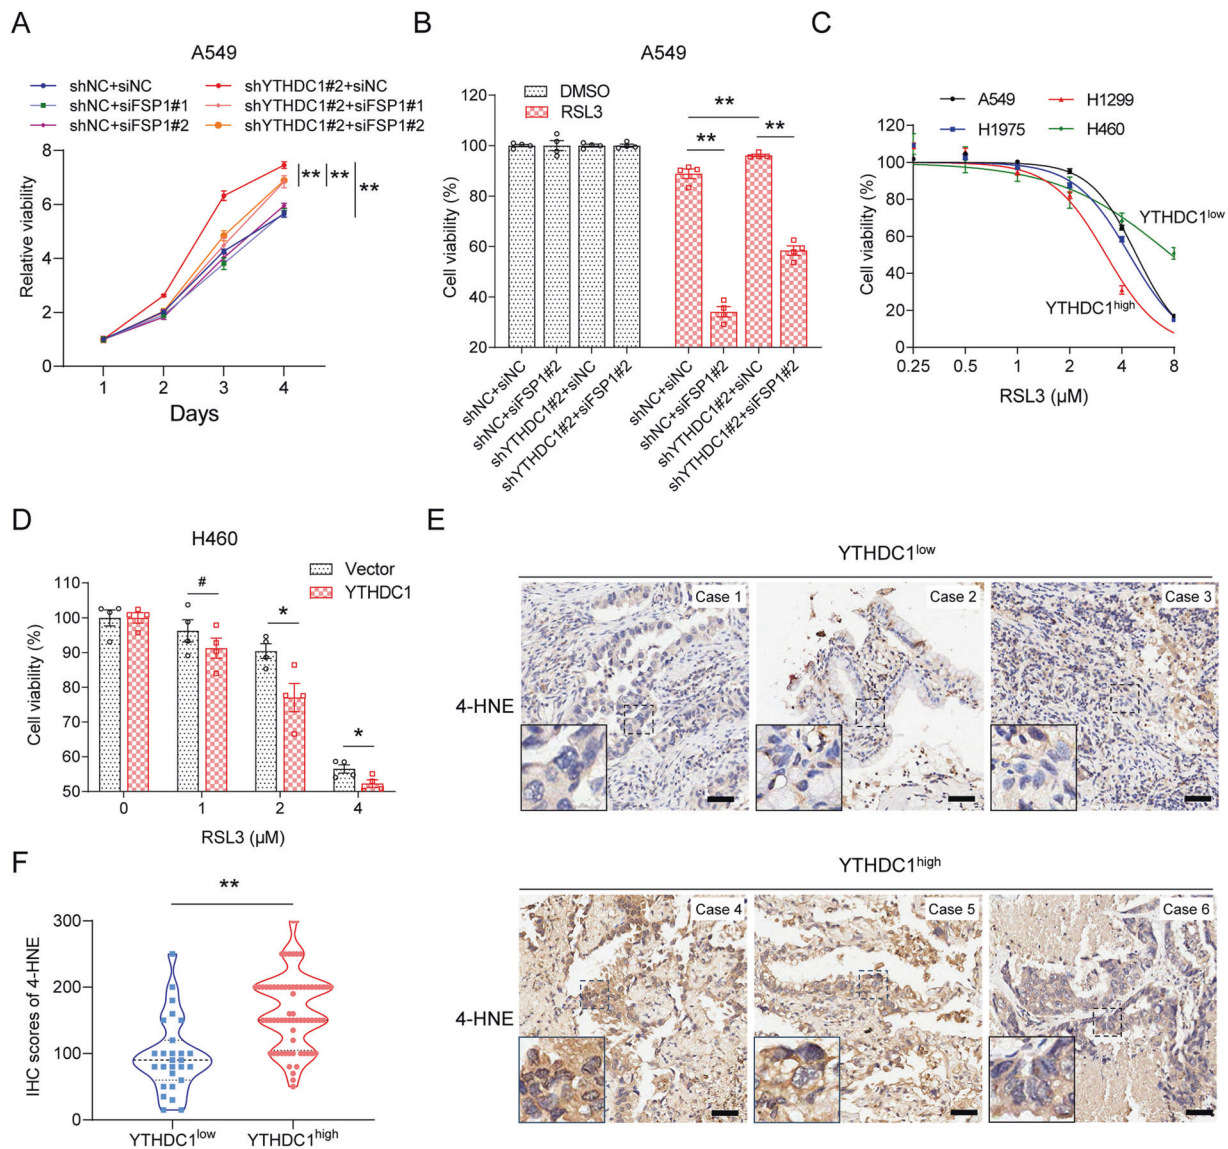 A
A549
shNC+siNC
shYTHDC1#2+siNC
shNC+siFSP1#1
shYTHDC1#2+siFSP1#1
shNC+siFSP1#2
shYTHDC1#2+siFSP1#2
Relative viability
8
6
4
2
0
** ** **
1 2 3 4
Days
B
A549
DMSO
RSL3
Cell viability (%)
120
100
80
60
40
20
**
** **
shNC+siNC
shNC+siFSP1#2
shYTHDC1#2+siNC
shYTHDC1#2+siFSP1#2
shNC+siNC
shNC+siFSP1#2
shYTHDC1#2+siNC
shYTHDC1#2+siFSP1#2
C
A549
H1299
H1975
H460
Cell viability (%)
120
100
80
60
40
20
0
YTHDC1low
YTHDC1high
0.25 0.5 1 2 4 8
RSL3 (µM)
D
H460
Vector
YTHDC1
Cell viability (%)
110
100
90
80
70
60
50
# * *
0 1 2 4
RSL3 (µM)
E
YTHDC1low
4-HNE
Case 1
Case 2
Case 3
YTHDC1high
4-HNE
Case 4
Case 5
Case 6
F
**
IHC scores of 4-HNE
300
200
100
0
YTHDC1low
YTHDC1high